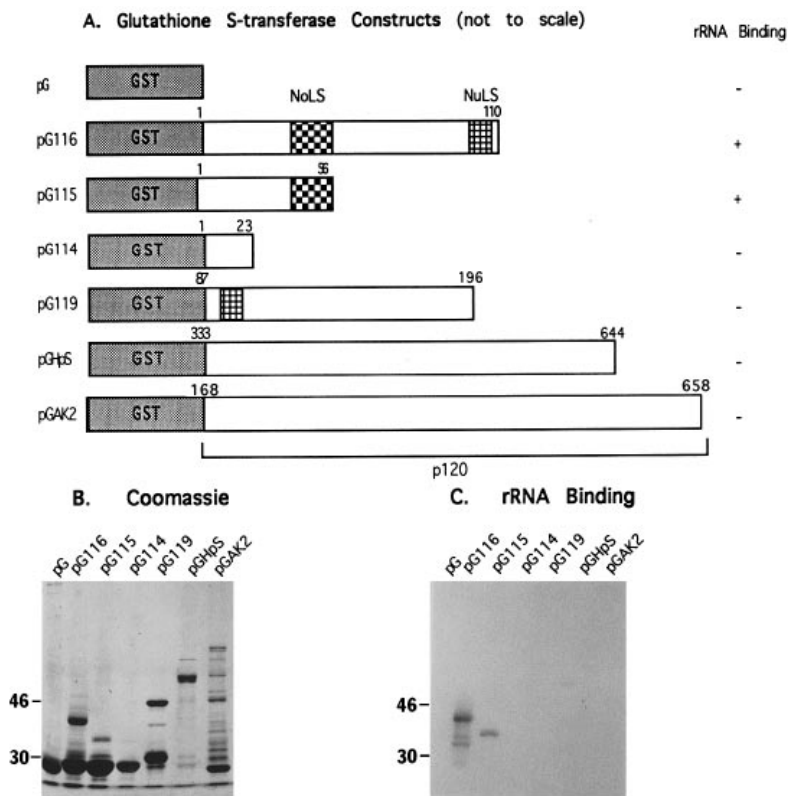 A. Glutathione S-transferase Constructs (not to scale)
rRNA Binding
pG GST -
NoLS NuLS
1 110
pG116 GST +
1 56
pG115 GST +
1 23
pG114 GST -
87 196
pG119 GST -
333 644
pGHpS GST -
168 658
pGAK2 GST -
p120
B. Coomassie
pG pG116 pG115 pG114 pG119 pGHpS pGAK2
46
30
C. rRNA Binding
pG pG116 pG115 pG114 pG119 pGHpS pGAK2
46
30